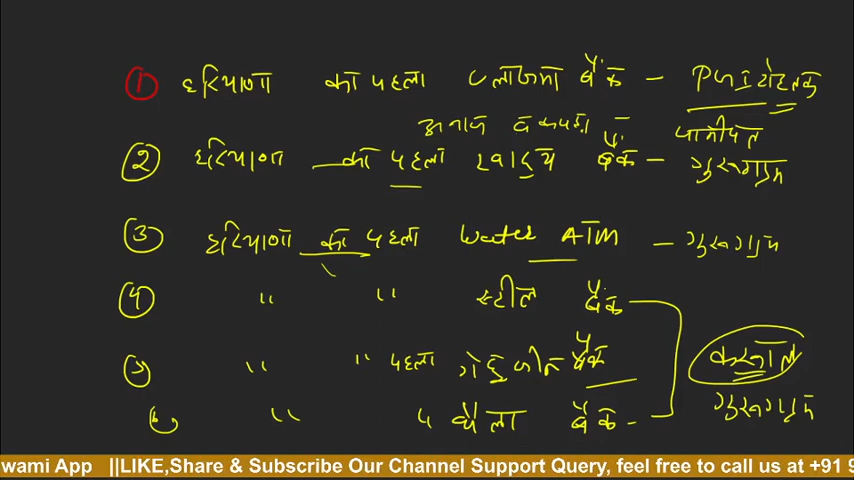 ① हरियाणा का पहला प्लाज्मा बैंक - PGI रोहतक
अनाज व कपड़ा बैंक पानीपत
② हरियाणा का पहला खाद्य बैंक - गुरुग्राम
③ हरियाणा का पहला Water ATM - गुरुग्राम
④ " " स्टील बैंक
⑤ " " पहला गेहूं जीन बैंक करनाल
⑥ " " थैला बैंक - गुरुग्राम
wami App ||LIKE,Share & Subscribe Our Channel Support Query, feel free to call us at +91 9